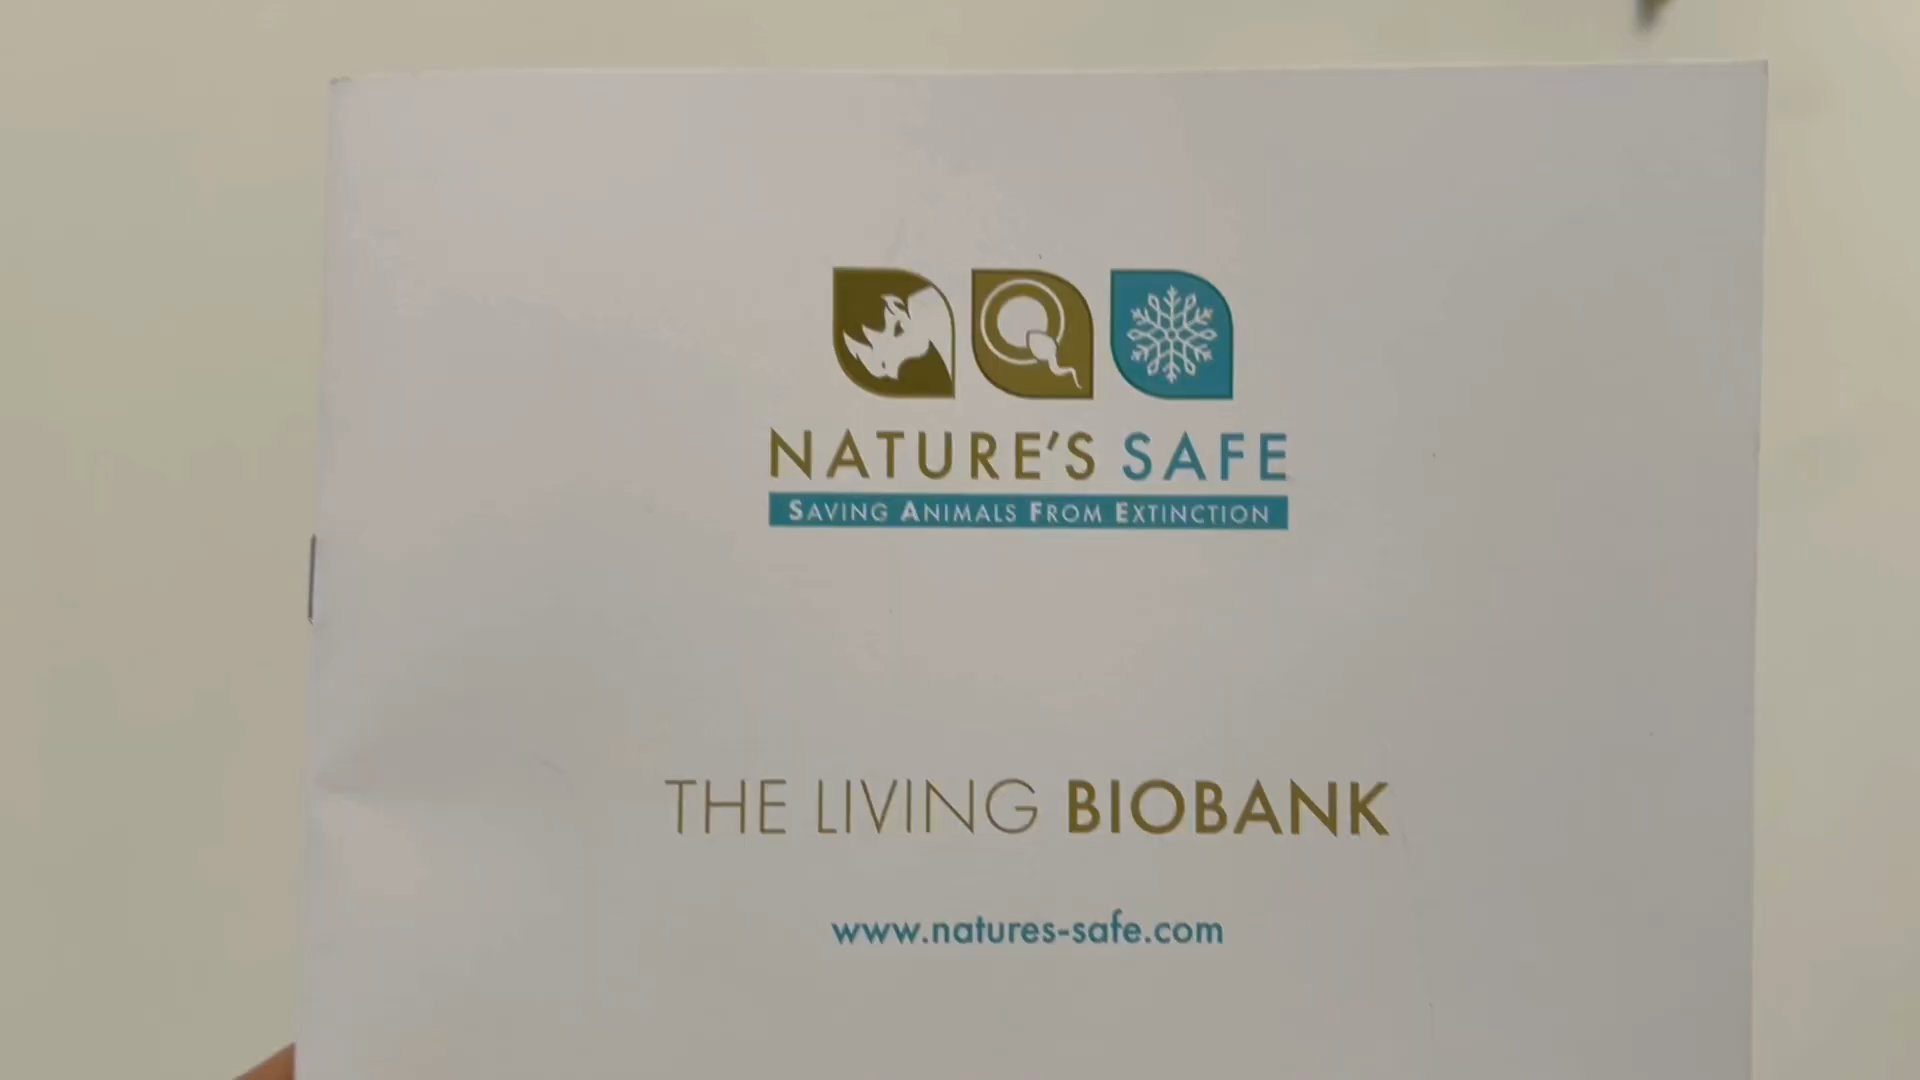 NATURE'S SAFE
SAVING ANIMALS FROM EXTINCTION
THE LIVING BIOBANK
www.natures-safe.com